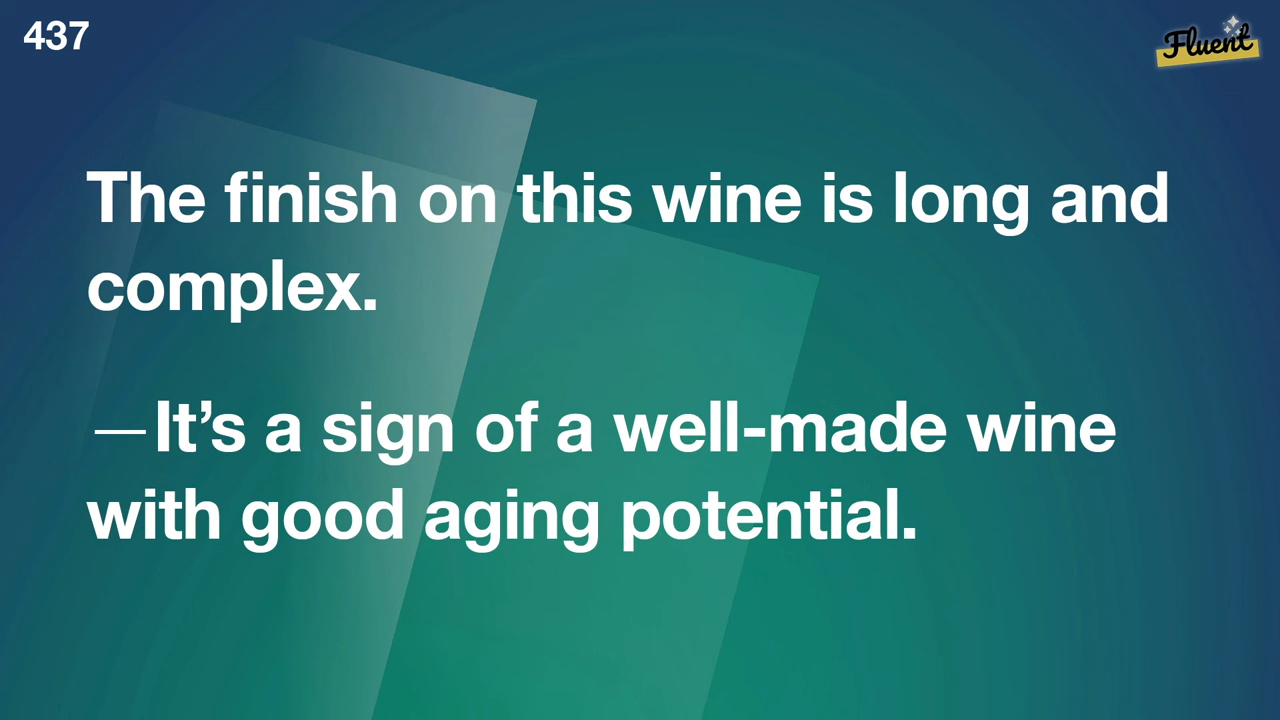 437
Fluent
The finish on this wine is long and
complex.
—It’s a sign of a well-made wine
with good aging potential.